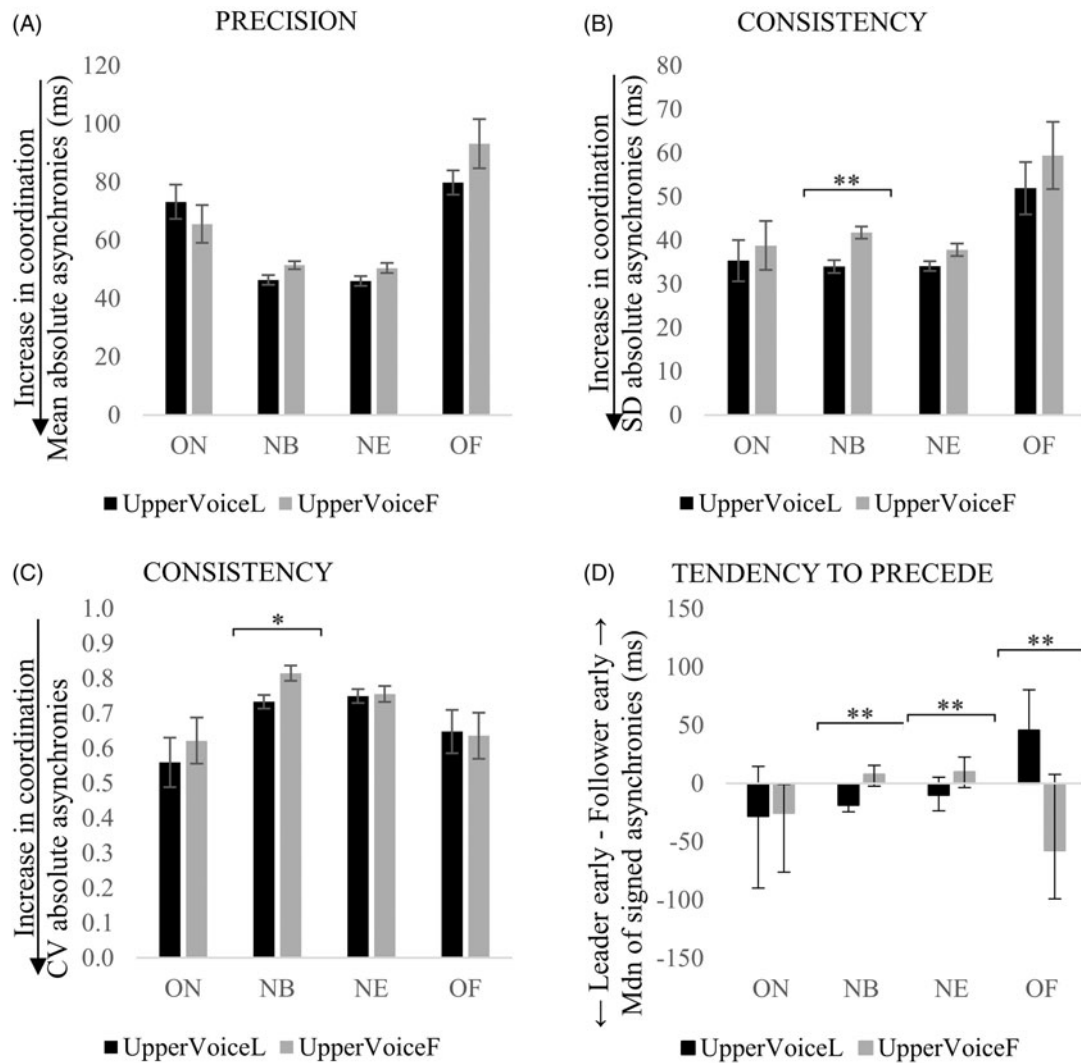 (A) PRECISION
Increase in coordination
Mean absolute asynchronies (ms)
120
100
80
60
40
20
0
ON NB NE OF
UpperVoiceL UpperVoiceF
(B) CONSISTENCY
Increase in coordination
SD absolute asynchronies (ms)
80
70
60
50
40
30
20
10
0
**
ON NB NE OF
UpperVoiceL UpperVoiceF
(C) CONSISTENCY
Increase in coordination
CV absolute asynchronies
1.0
0.9
0.8
0.7
0.6
0.5
0.4
0.3
0.2
0.1
0.0
*
ON NB NE OF
UpperVoiceL UpperVoiceF
(D) TENDENCY TO PRECEDE
← Leader early - Follower early →
Mdn of signed asynchronies (ms)
150
100
50
0
-50
-100
-150
** ** **
ON NB NE OF
UpperVoiceL UpperVoiceF